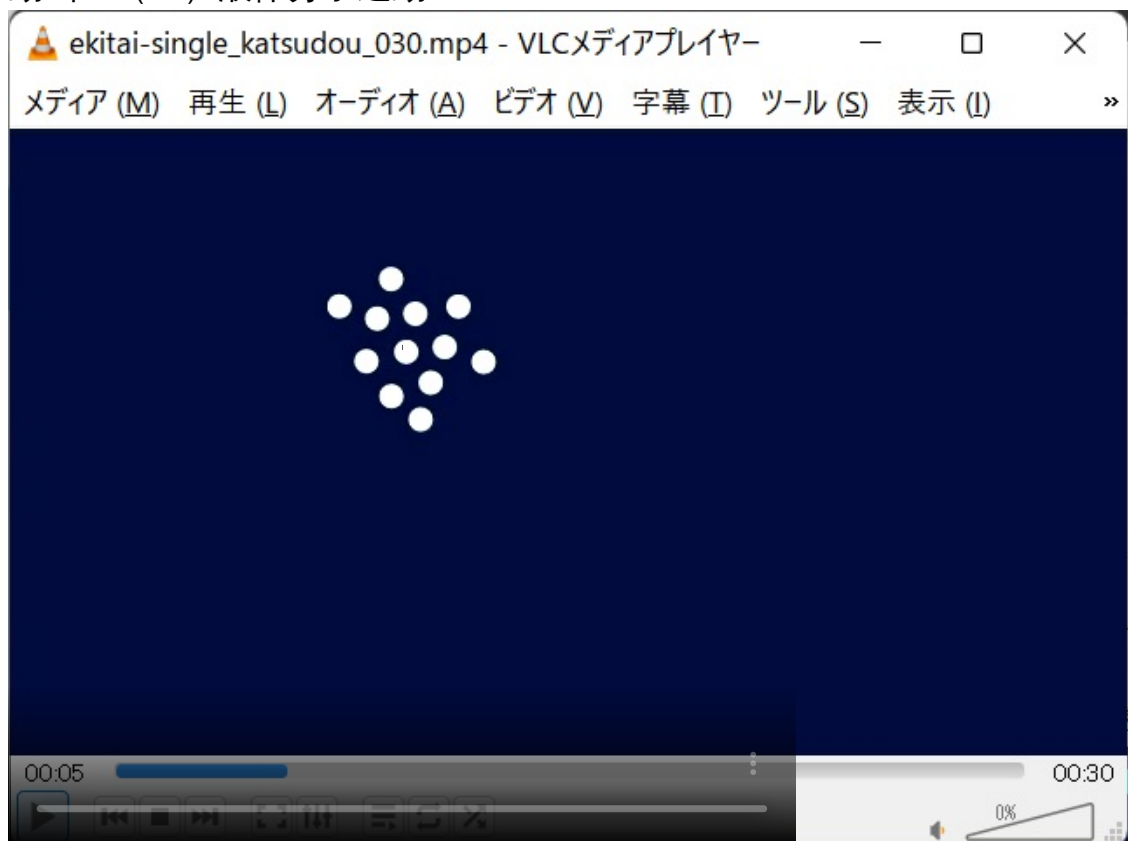 ekitai-single_katsudou_030.mp4 - VLCメディアプレイヤー
メディア (M) 再生 (L) オーディオ (A) ビデオ (V) 字幕 (T) ツール (S) 表示 (I) »
00:05 00:30
0%